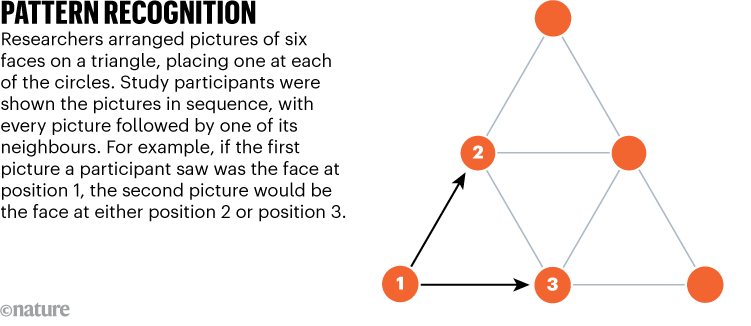 PATTERN RECOGNITION
Researchers arranged pictures of six
faces on a triangle, placing one at each
of the circles. Study participants were
shown the pictures in sequence, with
every picture followed by one of its
neighbours. For example, if the first
picture a participant saw was the face at
position 1, the second picture would be
the face at either position 2 or position 3.
2
1
3
©nature